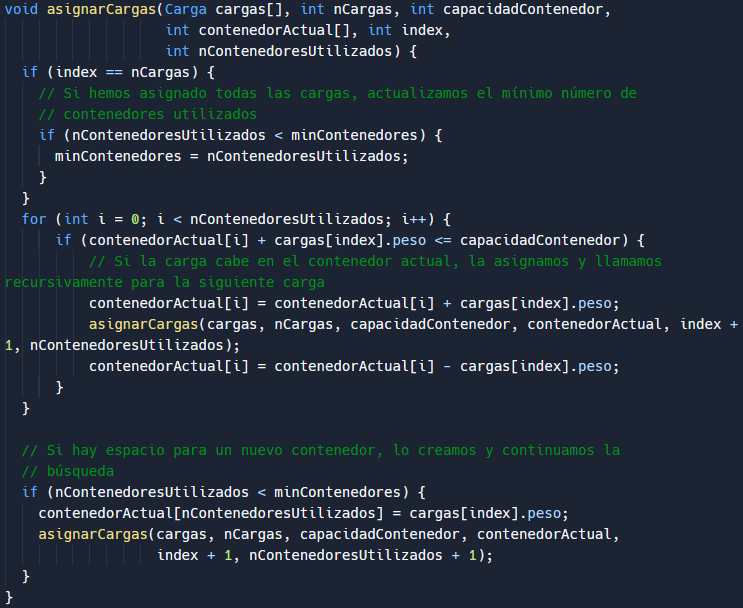 void asignarCargas(Carga cargas[], int nCargas, int capacidadContenedor,
int contenedorActual[], int index,
int nContenedoresUtilizados) {
if (index == nCargas) {
// Si hemos asignado todas las cargas, actualizamos el mínimo número de
// contenedores utilizados
if (nContenedoresUtilizados < minContenedores) {
minContenedores = nContenedoresUtilizados;
}
}
for (int i = 0; i < nContenedoresUtilizados; i++) {
if (contenedorActual[i] + cargas[index].peso <= capacidadContenedor) {
// Si la carga cabe en el contenedor actual, la asignamos y llamamos
recursivamente para la siguiente carga
contenedorActual[i] = contenedorActual[i] + cargas[index].peso;
asignarCargas(cargas, nCargas, capacidadContenedor, contenedorActual, index +
1, nContenedoresUtilizados);
contenedorActual[i] = contenedorActual[i] - cargas[index].peso;
}
}
// Si hay espacio para un nuevo contenedor, lo creamos y continuamos la
// búsqueda
if (nContenedoresUtilizados < minContenedores) {
contenedorActual[nContenedoresUtilizados] = cargas[index].peso;
asignarCargas(cargas, nCargas, capacidadContenedor, contenedorActual,
index + 1, nContenedoresUtilizados + 1);
}
}